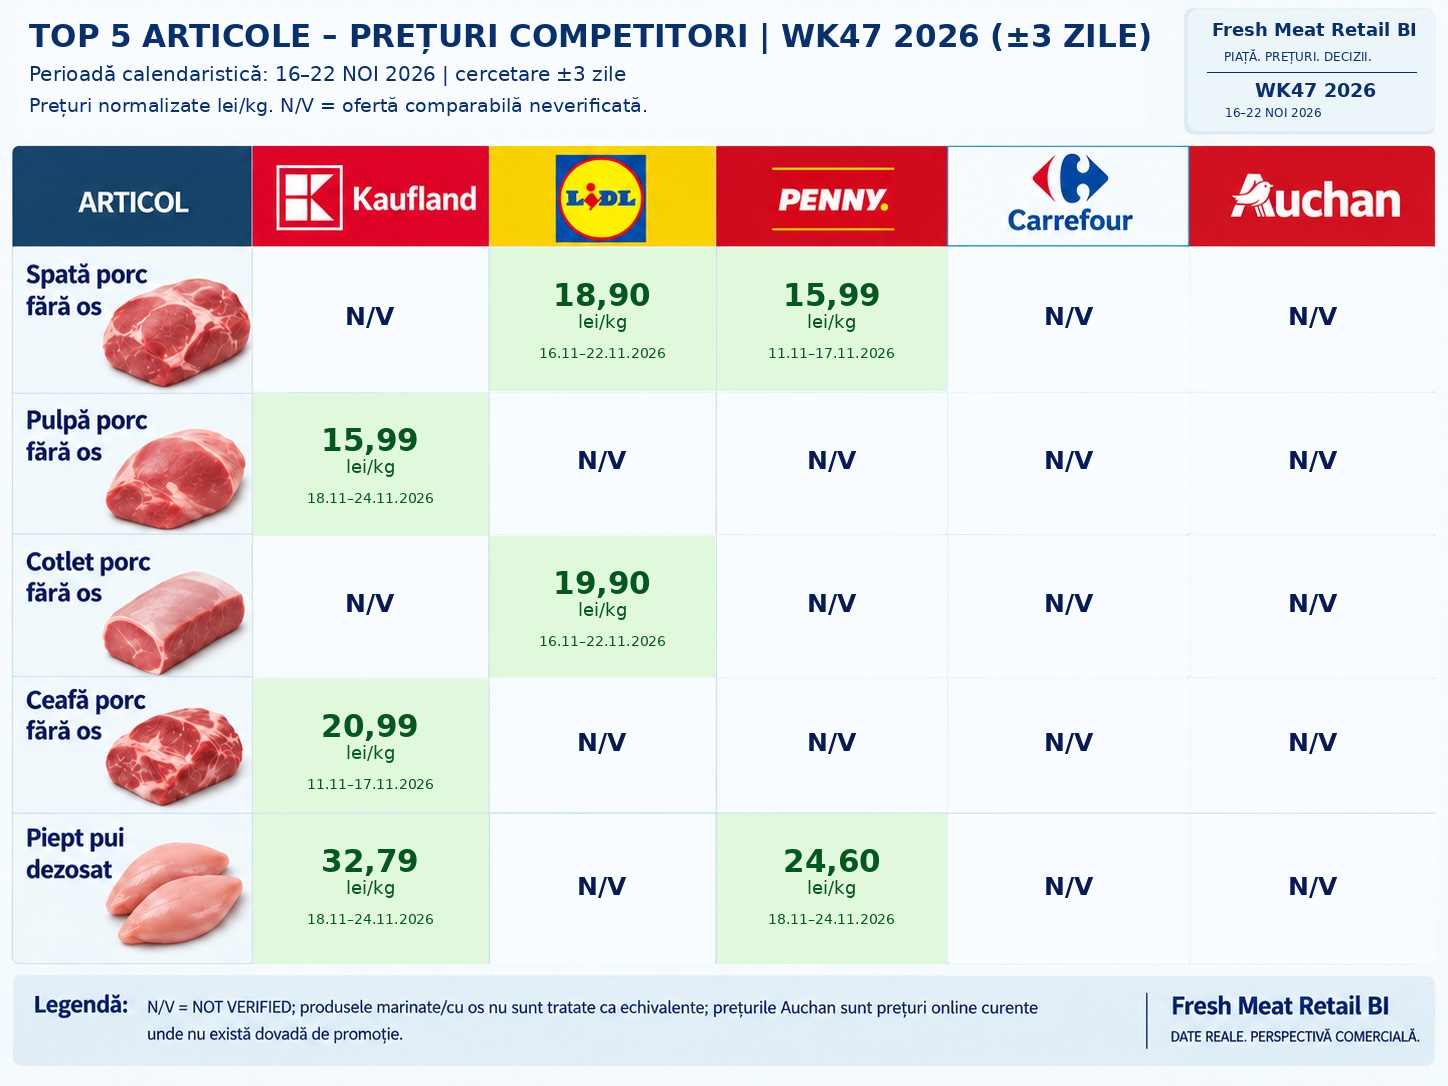 TOP 5 ARTICOLE – PREȚURI COMPETITORI | WK47 2026 (±3 ZILE)
Perioadă calendaristică: 16–22 NOI 2026 | cercetare ±3 zile
Prețuri normalizate lei/kg. N/V = ofertă comparabilă neverificată.
Fresh Meat Retail BI
PIAȚĂ. PREȚURI. DECIZII.
WK47 2026
16–22 NOI 2026
ARTICOL
Kaufland
LIDL
PENNY.
Carrefour
Auchan
Spată porc
fără os
N/V
18,90
lei/kg
16.11–22.11.2026
15,99
lei/kg
11.11–17.11.2026
N/V
N/V
Pulpă porc
fără os
15,99
lei/kg
18.11–24.11.2026
N/V
N/V
N/V
N/V
Cotlet porc
fără os
N/V
19,90
lei/kg
16.11–22.11.2026
N/V
N/V
N/V
Ceafă porc
fără os
20,99
lei/kg
11.11–17.11.2026
N/V
N/V
N/V
N/V
Piept pui
dezosat
32,79
lei/kg
18.11–24.11.2026
N/V
24,60
lei/kg
18.11–24.11.2026
N/V
N/V
Legendă:
N/V = NOT VERIFIED; produsele marinate/cu os nu sunt tratate ca echivalente; prețurile Auchan sunt prețuri online curente
unde nu există dovadă de promoție.
Fresh Meat Retail BI
DATE REALE. PERSPECTIVĂ COMERCIALĂ.